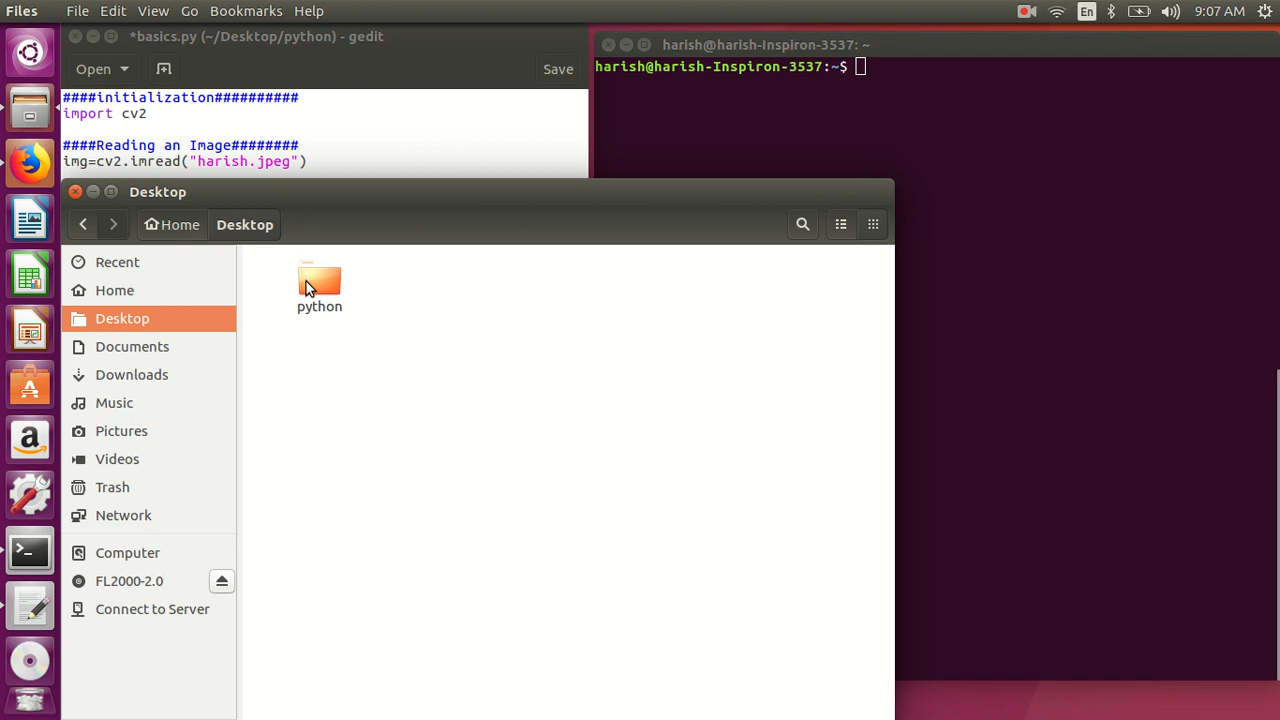 Files File Edit View Go Bookmarks Help En 9:07 AM
*basics.py (~/Desktop/python) - gedit
Open Save
####initialization##########
import cv2
####Reading an Image########
img=cv2.imread("harish.jpeg")
harish@harish-Inspiron-3537: ~
harish@harish-Inspiron-3537:~$
Desktop
Home Desktop
Recent
Home
Desktop
Documents
Downloads
Music
Pictures
Videos
Trash
Network
Computer
FL2000-2.0
Connect to Server
python